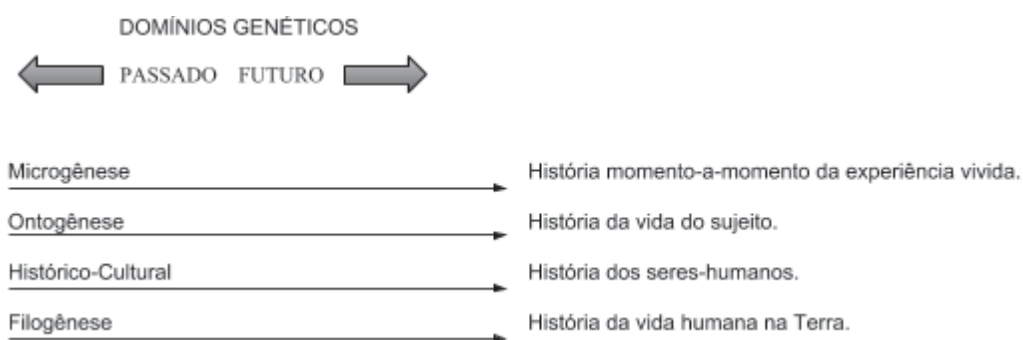 DOMÍNIOS GENÉTICOS
PASSADO FUTURO
Microgênese História momento-a-momento da experiência vivida.
Ontogênese História da vida do sujeito.
Histórico-Cultural História dos seres-humanos.
Filogênese História da vida humana na Terra.